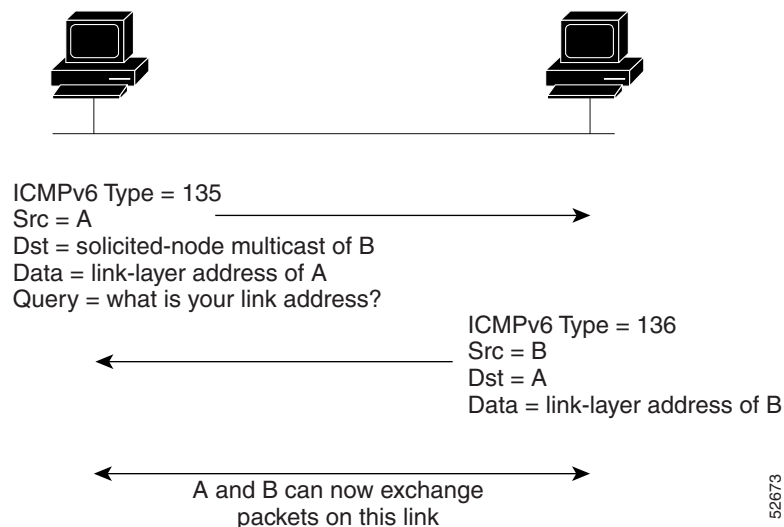 ICMPv6 Type = 135
Src = A
Dst = solicited-node multicast of B
Data = link-layer address of A
Query = what is your link address?
ICMPv6 Type = 136
Src = B
Dst = A
Data = link-layer address of B
A and B can now exchange
packets on this link
52673